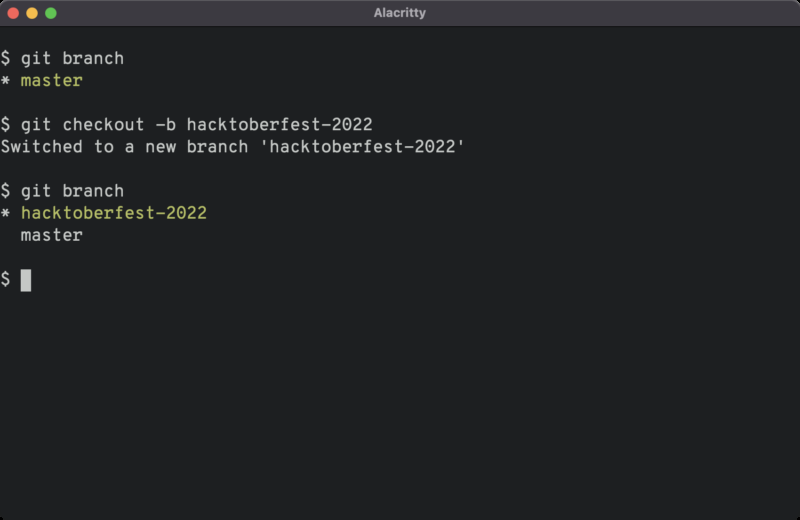 Alacritty
$ git branch
* master
$ git checkout -b hacktoberfest-2022
Switched to a new branch 'hacktoberfest-2022'
$ git branch
* hacktoberfest-2022
  master
$